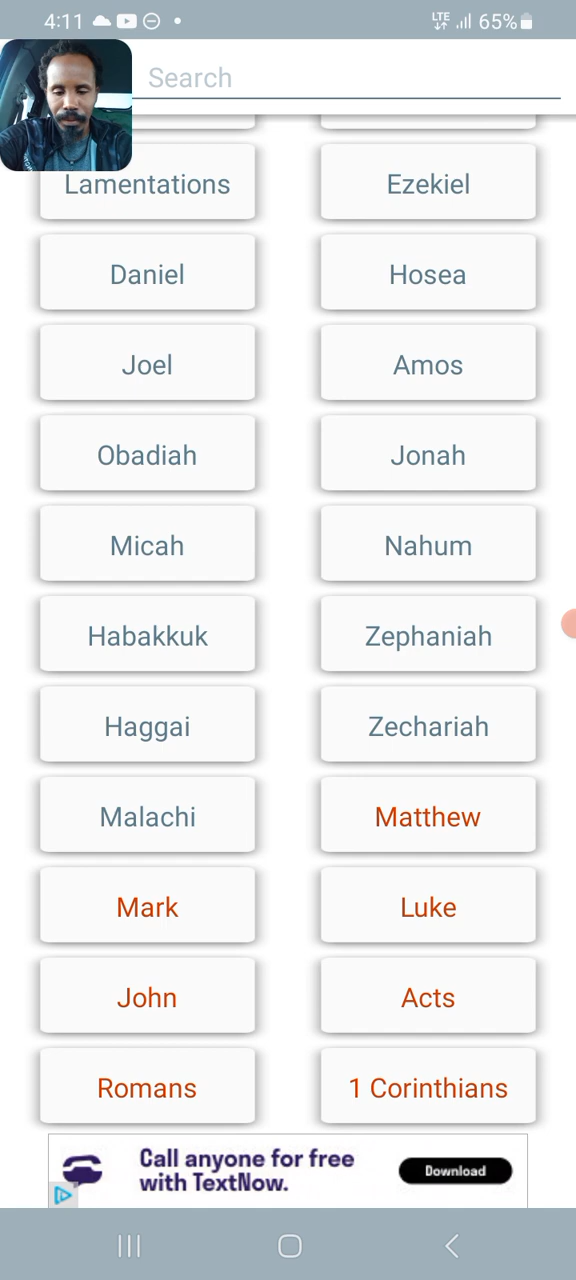 4:11
LTE 65%
Search
Lamentations
Ezekiel
Daniel
Hosea
Joel
Amos
Obadiah
Jonah
Micah
Nahum
Habakkuk
Zephaniah
Haggai
Zechariah
Malachi
Matthew
Mark
Luke
John
Acts
Romans
1 Corinthians
Call anyone for free
with TextNow.
Download